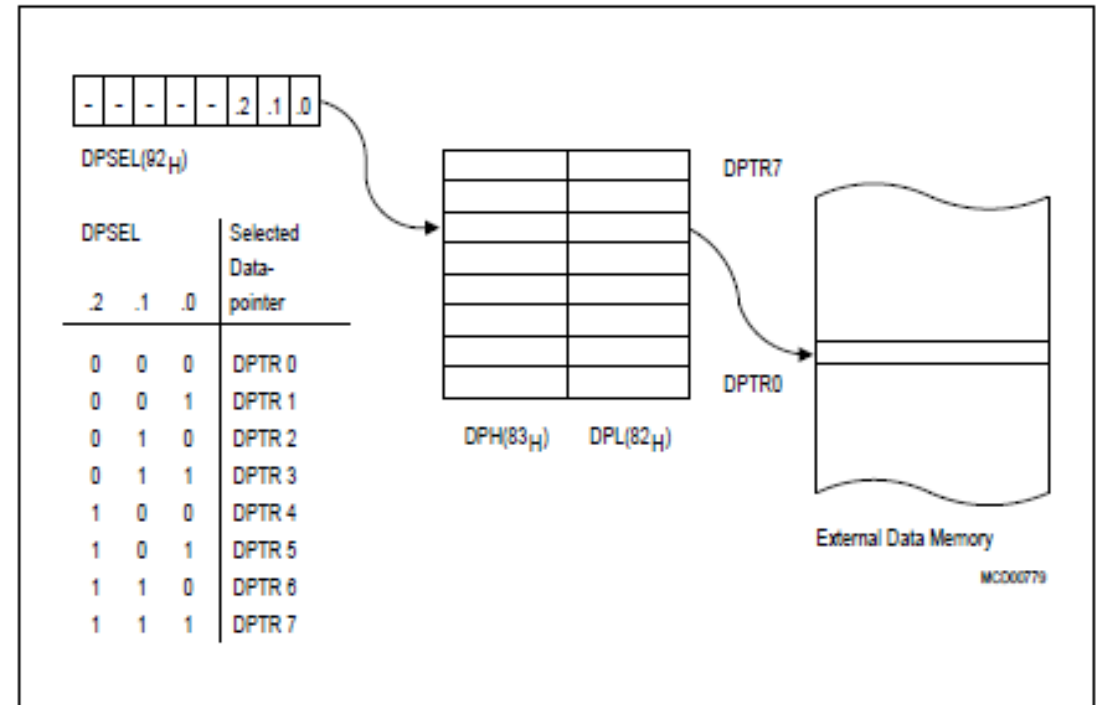 - - - - - .2 .1 .0
DPSEL(92H)
DPSEL Selected
Data-
.2 .1 .0 pointer
0 0 0 DPTR 0
0 0 1 DPTR 1
0 1 0 DPTR 2
0 1 1 DPTR 3
1 0 0 DPTR 4
1 0 1 DPTR 5
1 1 0 DPTR 6
1 1 1 DPTR 7
DPTR7
DPTR0
DPH(83H) DPL(82H)
External Data Memory
MCD00779